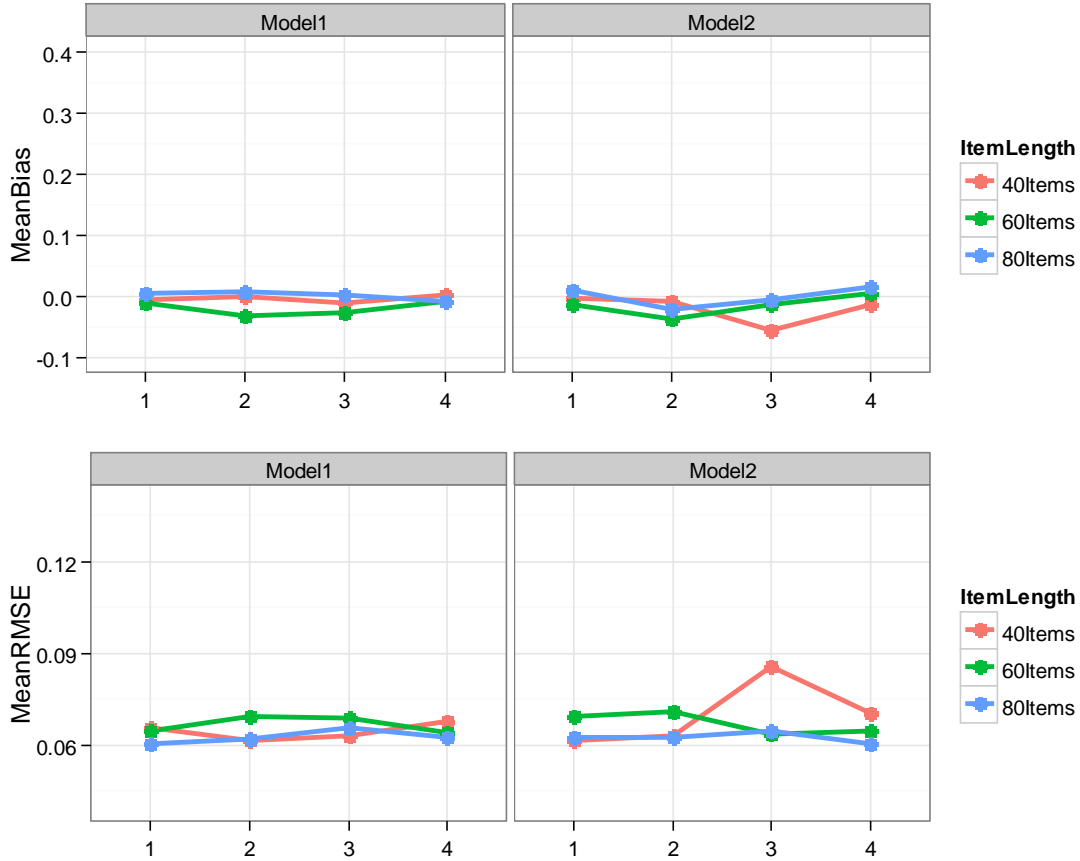 Model1 Model2
0.4
0.3
0.2
0.1
0.0
-0.1
MeanBias
1 2 3 4 1 2 3 4
ItemLength
40Items
60Items
80Items
Model1 Model2
0.12
0.09
0.06
MeanRMSE
1 2 3 4 1 2 3 4
ItemLength
40Items
60Items
80Items